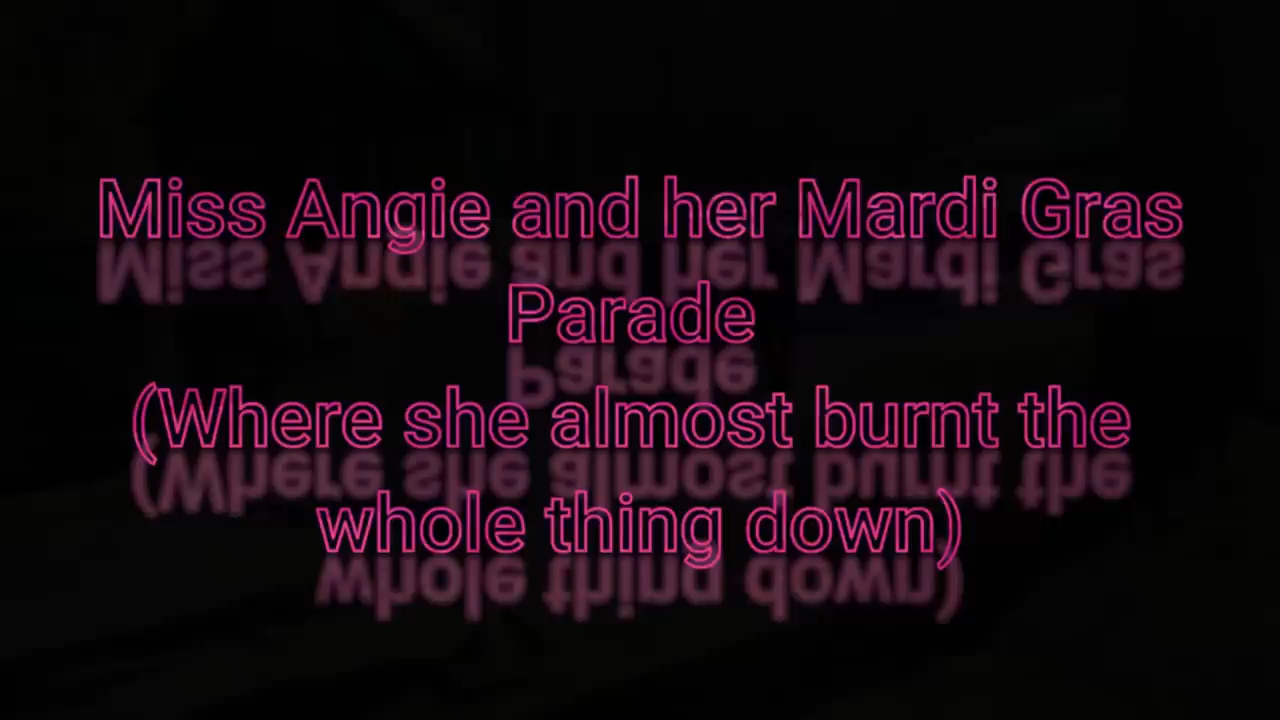 Miss Angie and her Mardi Gras
Parade
(Where she almost burnt the
whole thing down)